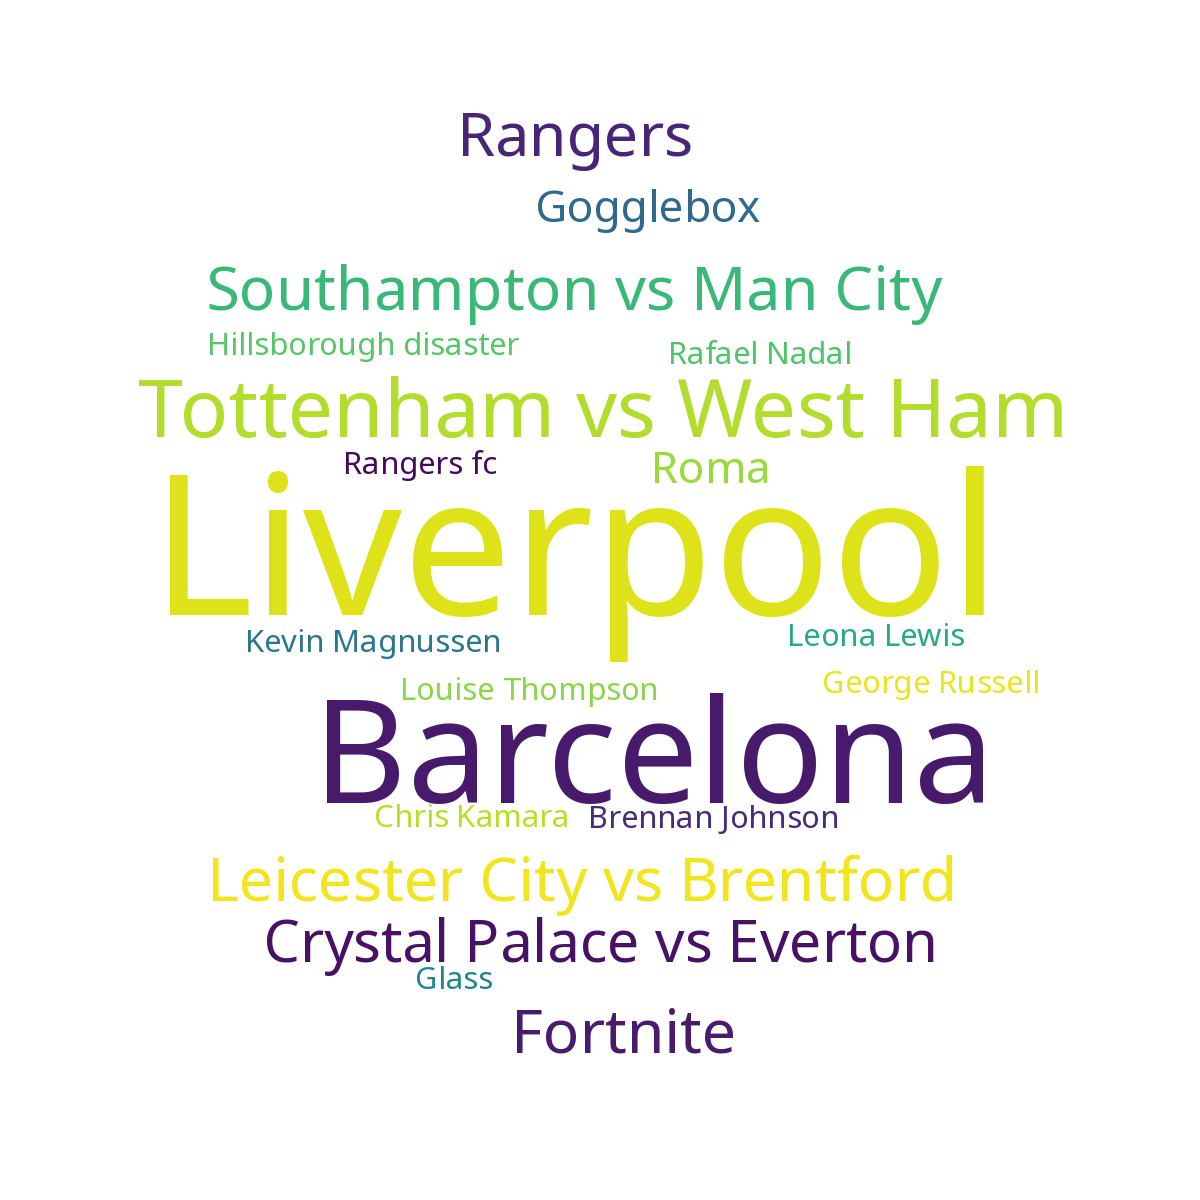 Rangers
Gogglebox
Southampton vs Man City
Hillsborough disaster
Rafael Nadal
Tottenham vs West Ham
Rangers fc
Roma
Liverpool
Kevin Magnussen
Leona Lewis
George Russell
Louise Thompson
Barcelona
Chris Kamara
Brennan Johnson
Leicester City vs Brentford
Crystal Palace vs Everton
Glass
Fortnite